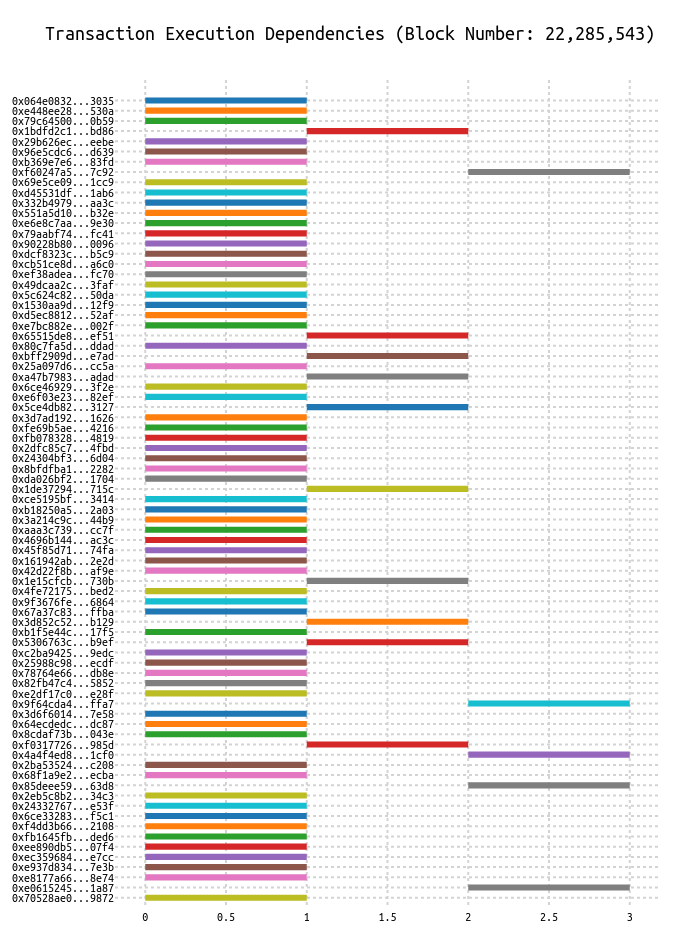 Transaction Execution Dependencies (Block Number: 22,285,543)
0x064e0832...3035
0xe448ee28...530a
0x79c64500...0b59
0x1bdfd2c1...bd86
0x29b626ec...eebe
0x96e5cdc6...d639
0xb369e7e6...83fd
0xf60247a5...7c92
0x69e5ce09...1cc9
0xd45531df...1ab6
0x332b4979...aa3c
0x551a5d10...b32e
0xe6e8c7aa...9e30
0x79aabf74...fc41
0x90228b80...0096
0xdcf8323c...b5c9
0xcb51ce8d...a6c0
0xef38adea...fc70
0x49dcaa2c...3faf
0x5c624c82...50da
0x1530aa9d...12f9
0xd5ec8812...52af
0xe7bc882e...002f
0x65515de8...ef51
0x80c7fa5d...ddad
0xbff2909d...e7ad
0x25a097d6...cc5a
0xa47b7983...adad
0x6ce46929...3f2e
0xe6f03e23...82ef
0x5ce4db82...3127
0x3d7ad192...1626
0xfe69b5ae...4216
0xfb078328...4819
0x2dfc85c7...4fbd
0x24304bf3...6d04
0x8bfdfba1...2282
0xda026bf2...1704
0x1de37294...715c
0xce5195bf...3414
0xb18250a5...2a03
0x3a214c9c...44b9
0xaaa3c739...cc7f
0x4696b144...ac3c
0x45f85d71...74fa
0x161942ab...2e2d
0x42d22f8b...af9e
0x1e15cfcb...730b
0x4fe72175...bed2
0x9f3676fe...6864
0x67a37c83...ffba
0x3d852c52...b129
0xb1f5e44c...17f5
0x5306763c...b9ef
0xc2ba9425...9edc
0x25988c98...ecdf
0x78764e66...db8e
0x82fb47c4...5852
0xe2df17c0...e28f
0x9f64cda4...ffa7
0x3d6f6014...7e58
0x64ecdedc...dc87
0x8cdaf73b...043e
0xf0317726...985d
0x4a4f4ed8...1cf0
0x2ba53524...c208
0x68f1a9e2...ecba
0x85deee59...63d8
0x2eb5c8b2...34c3
0x24332767...e53f
0x6ce33283...f5c1
0xf4dd3b66...2108
0xfb1645fb...ded6
0xee890db5...07f4
0xec359684...e7cc
0xe937d834...7e3b
0xe8177a66...8e74
0xe0615245...1a87
0x70528ae0...9872
0 0.5 1 1.5 2 2.5 3